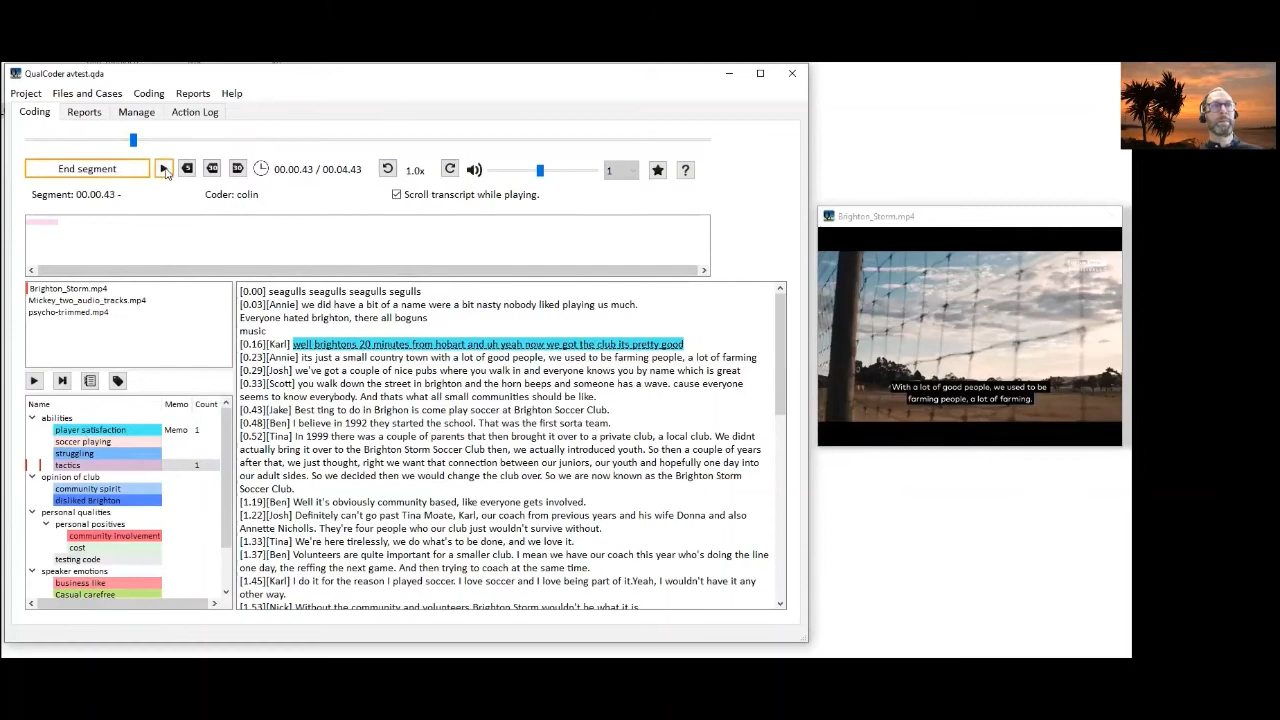 QualCoder avtest.qda
Project Files and Cases Coding Reports Help
Coding Reports Manage Action Log
End segment
5 10 30 00.00.43 / 00.04.43 1.0x 1 ?
Segment: 00.00.43 - Coder: colin Scroll transcript while playing.
Brighton_Storm.mp4
Mickey_two_audio_tracks.mp4
psycho-trimmed.mp4
Name Memo Count
abilities
player satisfaction Memo 1
soccer playing
struggling
tactics 1
opinion of club
community spirit
disliked Brighton
personal qualities
personal positives
community involvement
cost
testing code
speaker emotions
business like
Casual carefree
[0.00] seagulls seagulls seagulls segulls
[0.03][Annie] we did have a bit of a name were a bit nasty nobody liked playing us much.
Everyone hated brighton, there all boguns
music
[0.16][Karl] well brightons 20 minutes from hobart and uh yeah now we got the club its pretty good
[0.23][Annie] its just a small country town with a lot of good people, we used to be farming people, a lot of farming
[0.29][Josh] we've got a couple of nice pubs where you walk in and everyone knows you by name which is great
[0.33][Scott] you walk down the street in brighton and the horn beeps and someone has a wave. cause everyone
seems to know everybody. And thats what all small communities should be like.
[0.43][Jake] Best ting to do in Brighon is come play soccer at Brighton Soccer Club.
[0.48][Ben] I believe in 1992 they started the school. That was the first sorta team.
[0.52][Tina] In 1999 there was a couple of parents that then brought it over to a private club, a local club. We didnt
actually bring it over to the Brighton Storm Soccer Club then, we actually introduced youth. So then a couple of years
after that, we just thought, right we want that connection between our juniors, our youth and hopefully one day into
our adult sides. So we decided then we would change the club over. So we are now known as the Brighton Storm
Soccer Club.
[1.19][Ben] Well it's obviously community based, like everyone gets involved.
[1.22][Josh] Definitely can't go past Tina Moate, Karl, our coach from previous years and his wife Donna and also
Annette Nicholls. They're four people who our club just wouldn't survive without.
[1.33][Tina] We're here tirelessly, we do what's to be done, and we love it.
[1.37][Ben] Volunteers are quite important for a smaller club. I mean we have our coach this year who's doing the line
one day, the reffing the next game. And then trying to coach at the same time.
[1.45][Karl] I do it for the reason I played soccer. I love soccer and I love being part of it.Yeah, I wouldn't have it any
other way.
[1.53][Nick] Without the community and volunteers Brighton Storm wouldn't be what it is
Brighton_Storm.mp4
With a lot of good people, we used to be
farming people, a lot of farming.